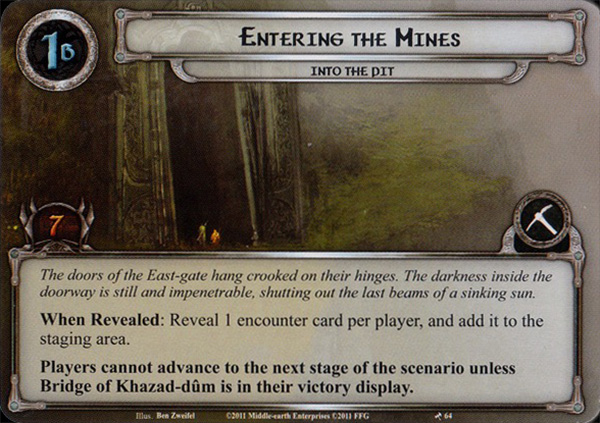 1B
ENTERING THE MINES
INTO THE PIT
7
The doors of the East-gate hang crooked on their hinges. The darkness inside the
doorway is still and impenetrable, shutting out the last beams of a sinking sun.
When Revealed: Reveal 1 encounter card per player, and add it to the
staging area.
Players cannot advance to the next stage of the scenario unless
Bridge of Khazad-dûm is in their victory display.
Illus. Ben Zweifel ©2011 Middle-earth Enterprises ©2011 FFG 64